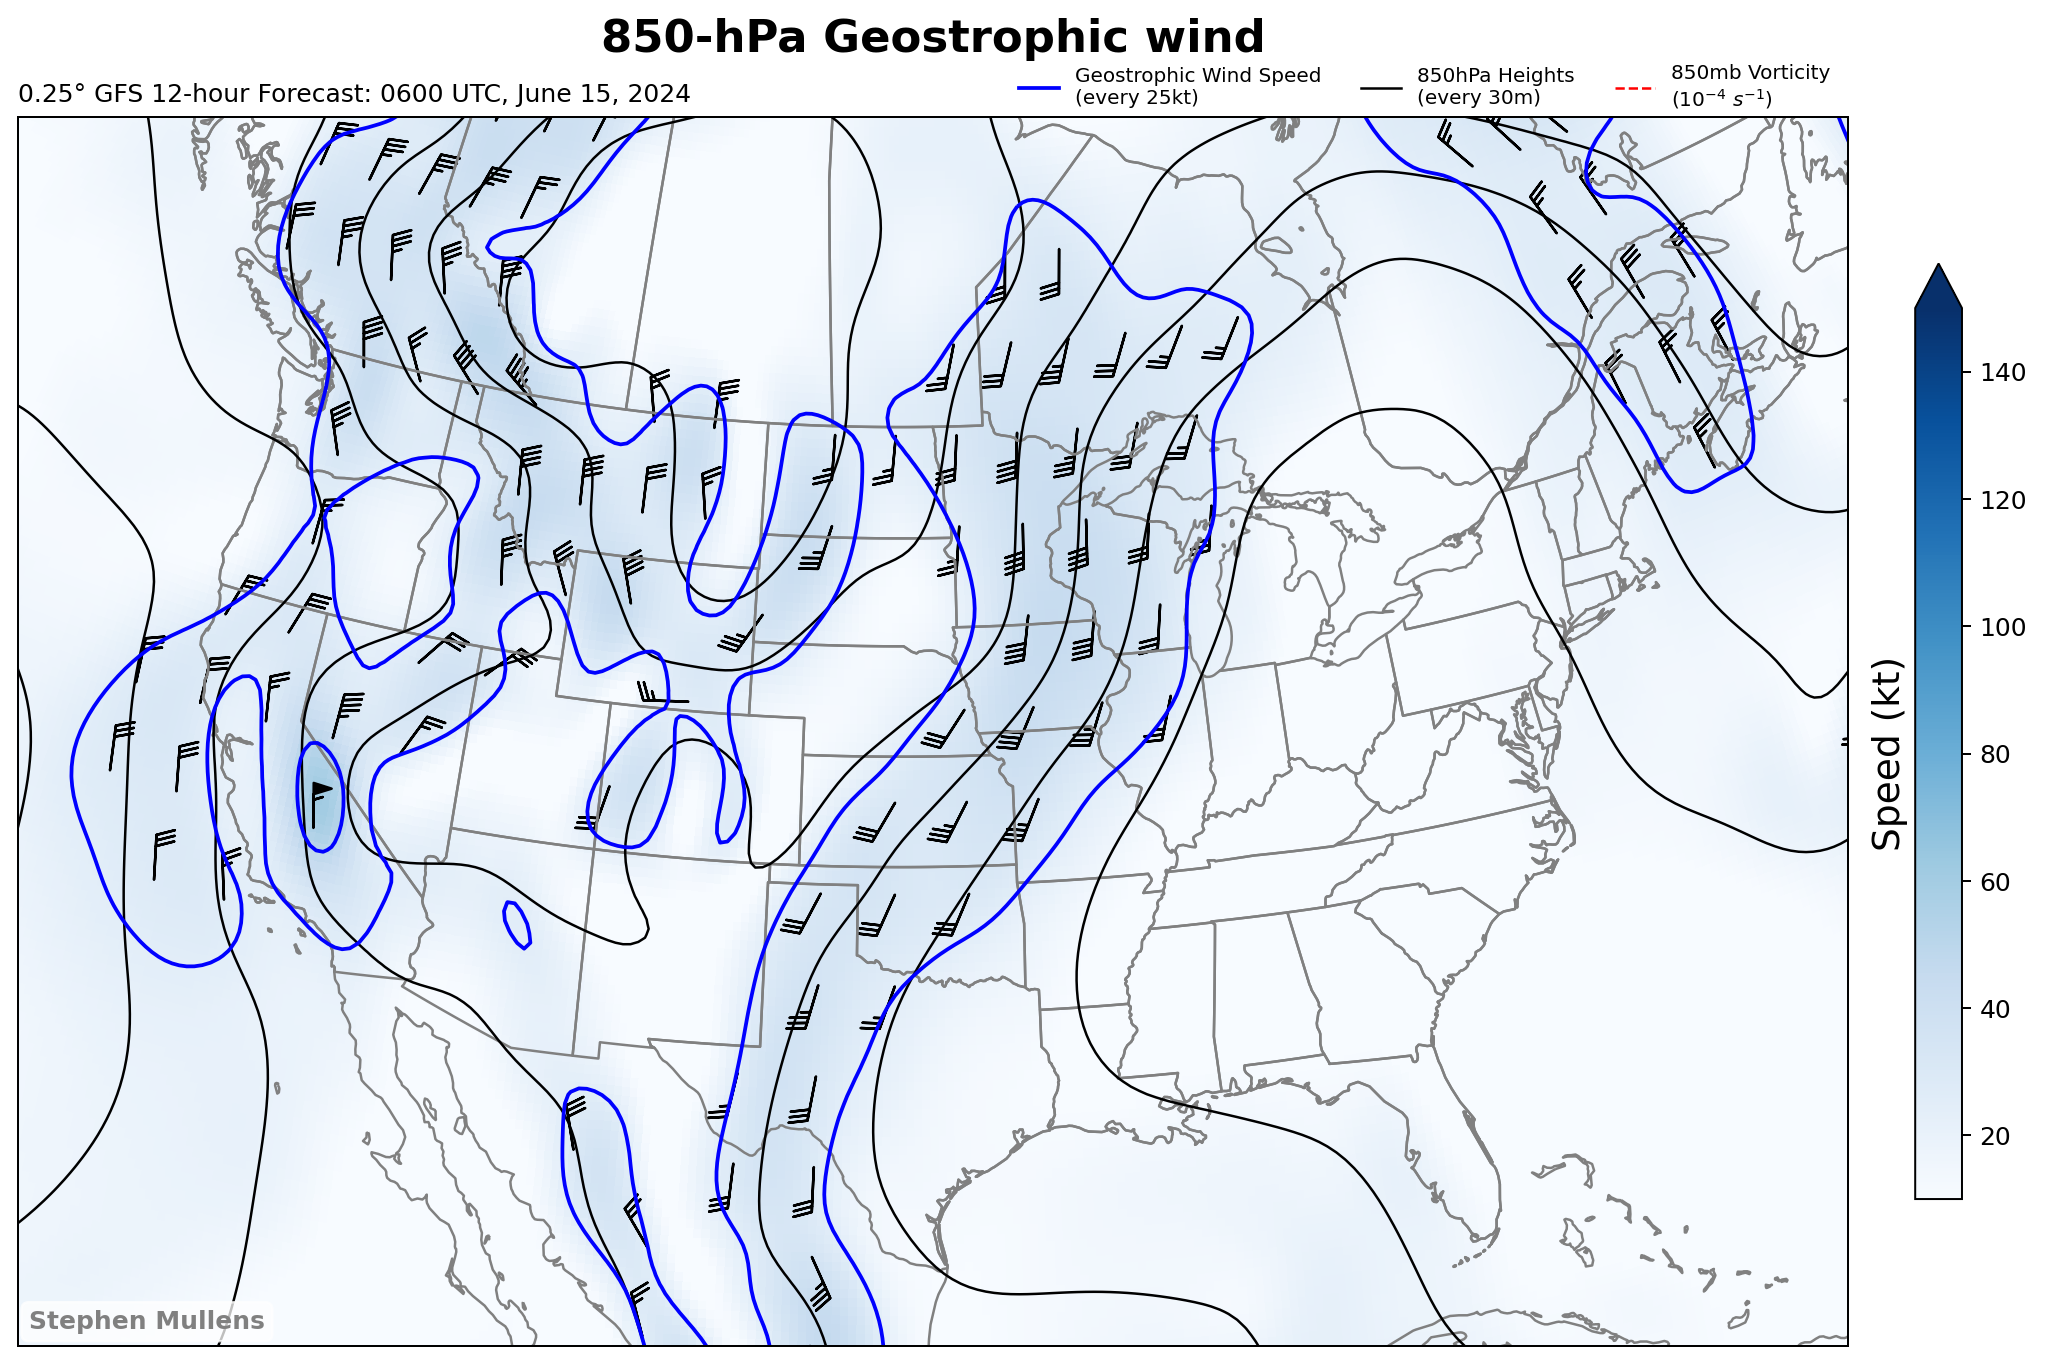 850-hPa Geostrophic wind
0.25° GFS 12-hour Forecast: 0600 UTC, June 15, 2024
Geostrophic Wind Speed
(every 25kt)
850hPa Heights
(every 30m)
850mb Vorticity
(10⁻⁴ s⁻¹)
140
120
100
80
60
40
20
Speed (kt)
Stephen Mullens